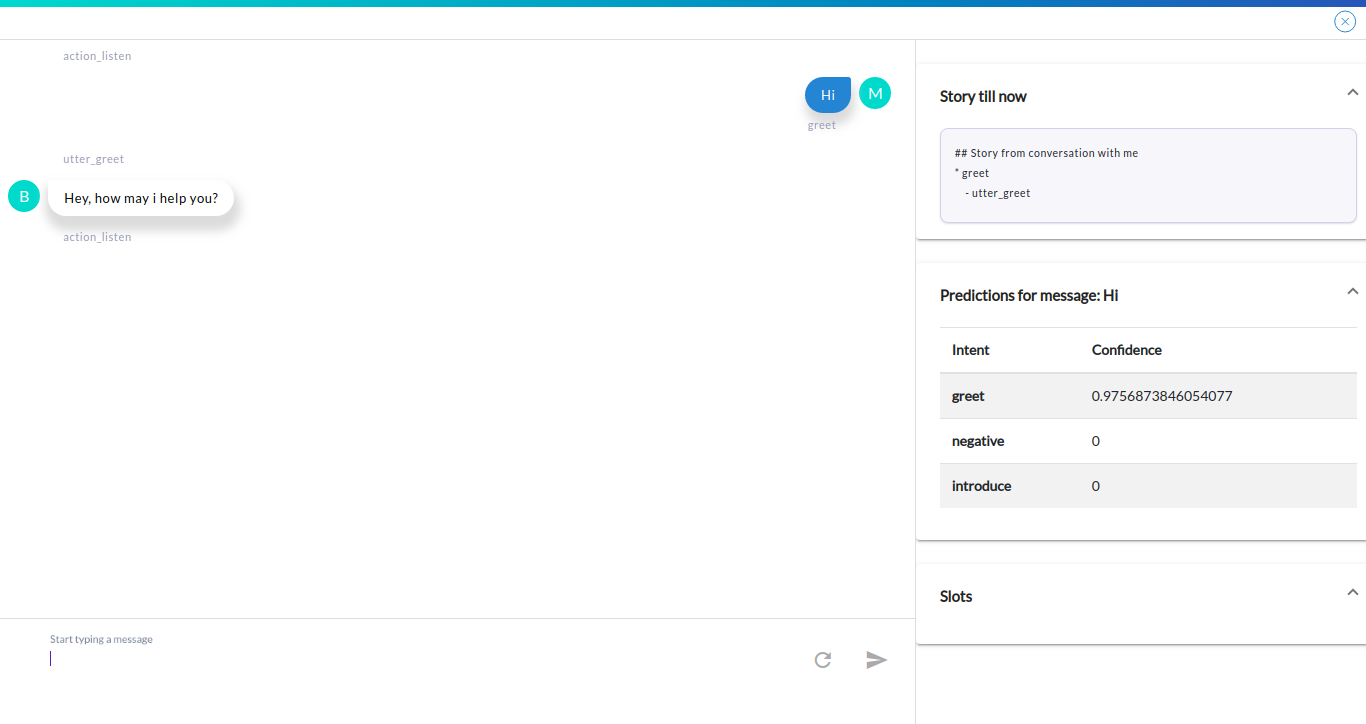 action_listen
Hi
M
greet
utter_greet
B
Hey, how may i help you?
action_listen
Start typing a message
Story till now
## Story from conversation with me
* greet
- utter_greet
Predictions for message: Hi
Intent Confidence
greet 0.9756873846054077
negative 0
introduce 0
Slots